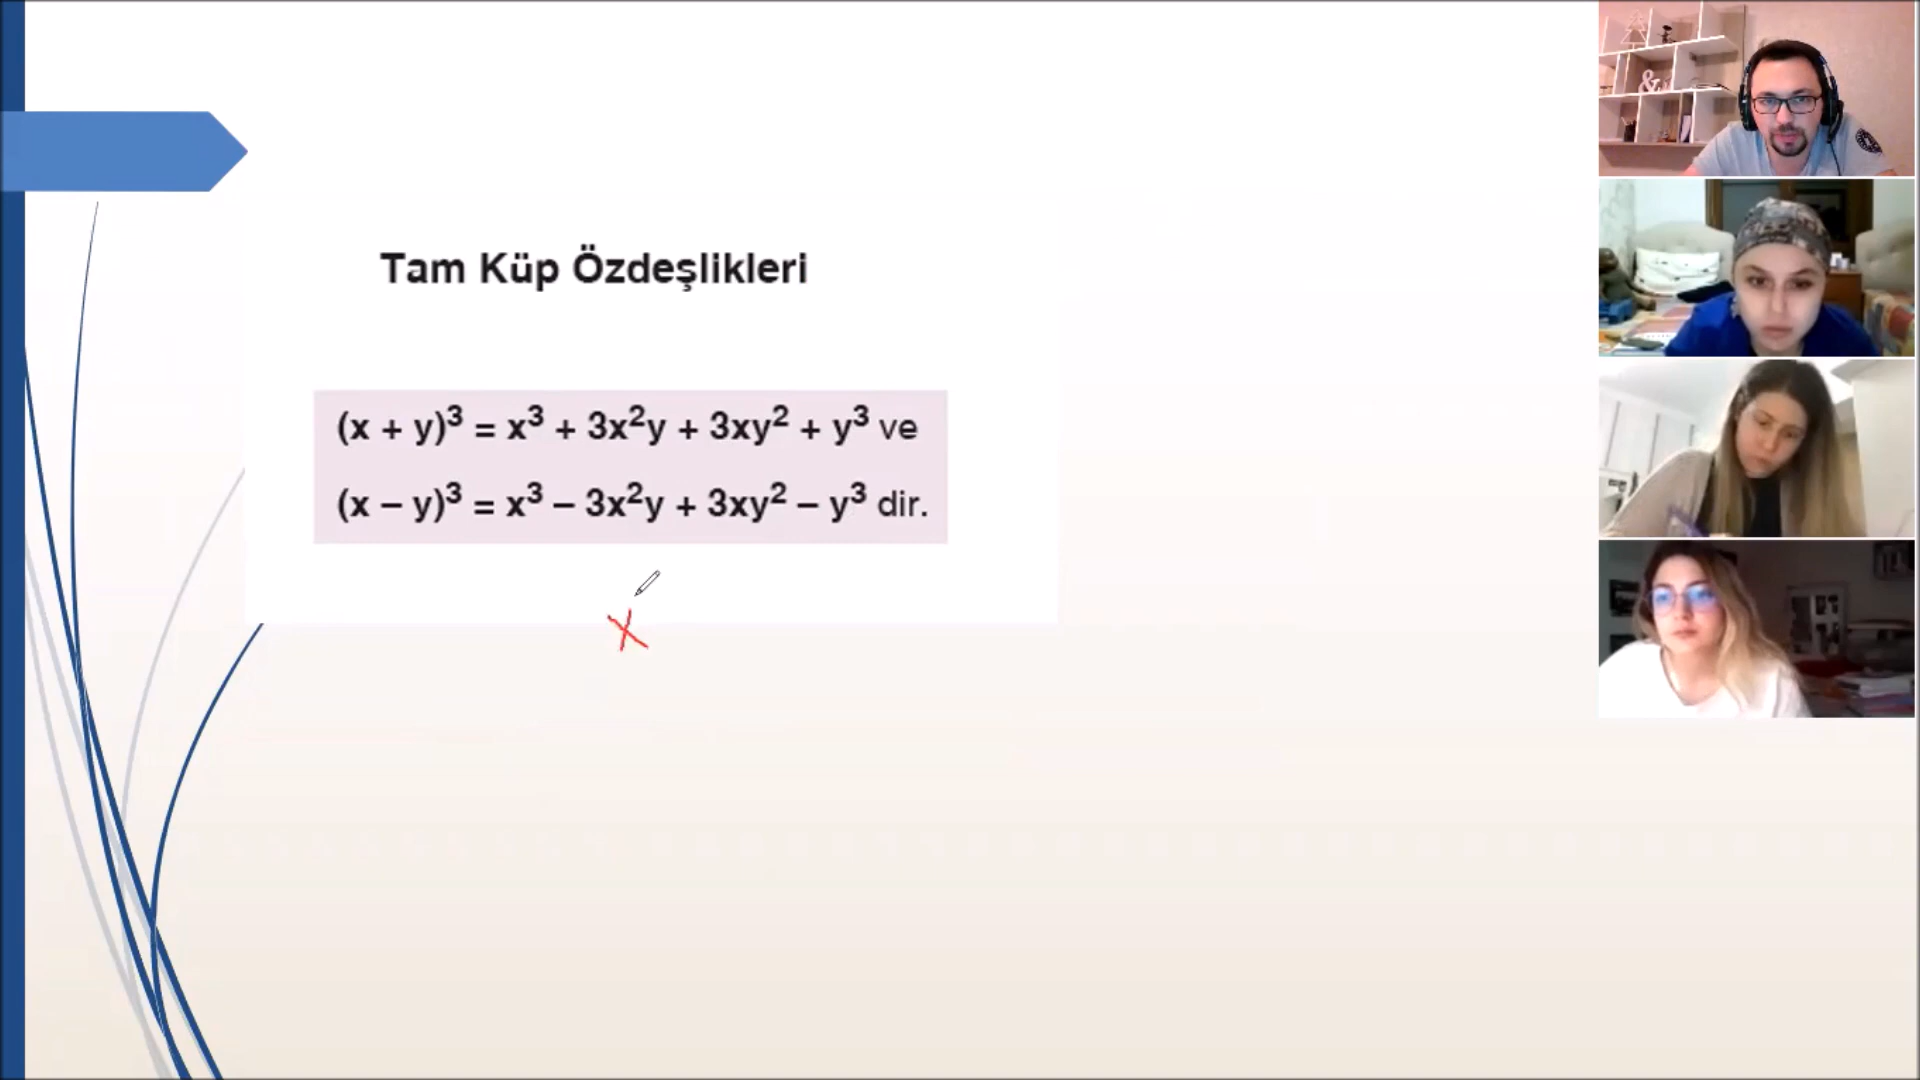 Tam Küp Özdeşlikleri
(x + y)³ = x³ + 3x²y + 3xy² + y³ ve
(x – y)³ = x³ – 3x²y + 3xy² – y³ dir.
x
&